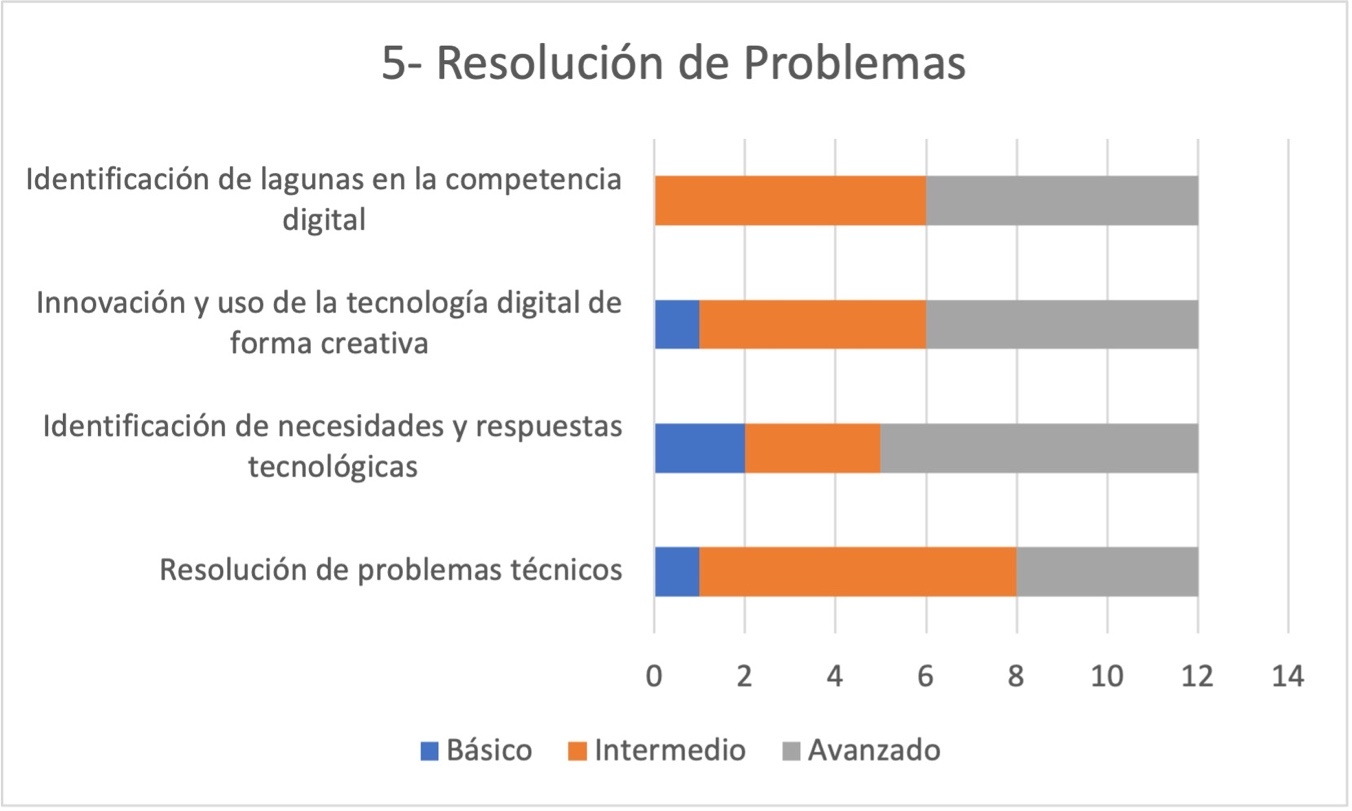 5- Resolución de Problemas
Identificación de lagunas en la competencia
digital
Innovación y uso de la tecnología digital de
forma creativa
Identificación de necesidades y respuestas
tecnológicas
Resolución de problemas técnicos
0 2 4 6 8 10 12 14
Básico Intermedio Avanzado